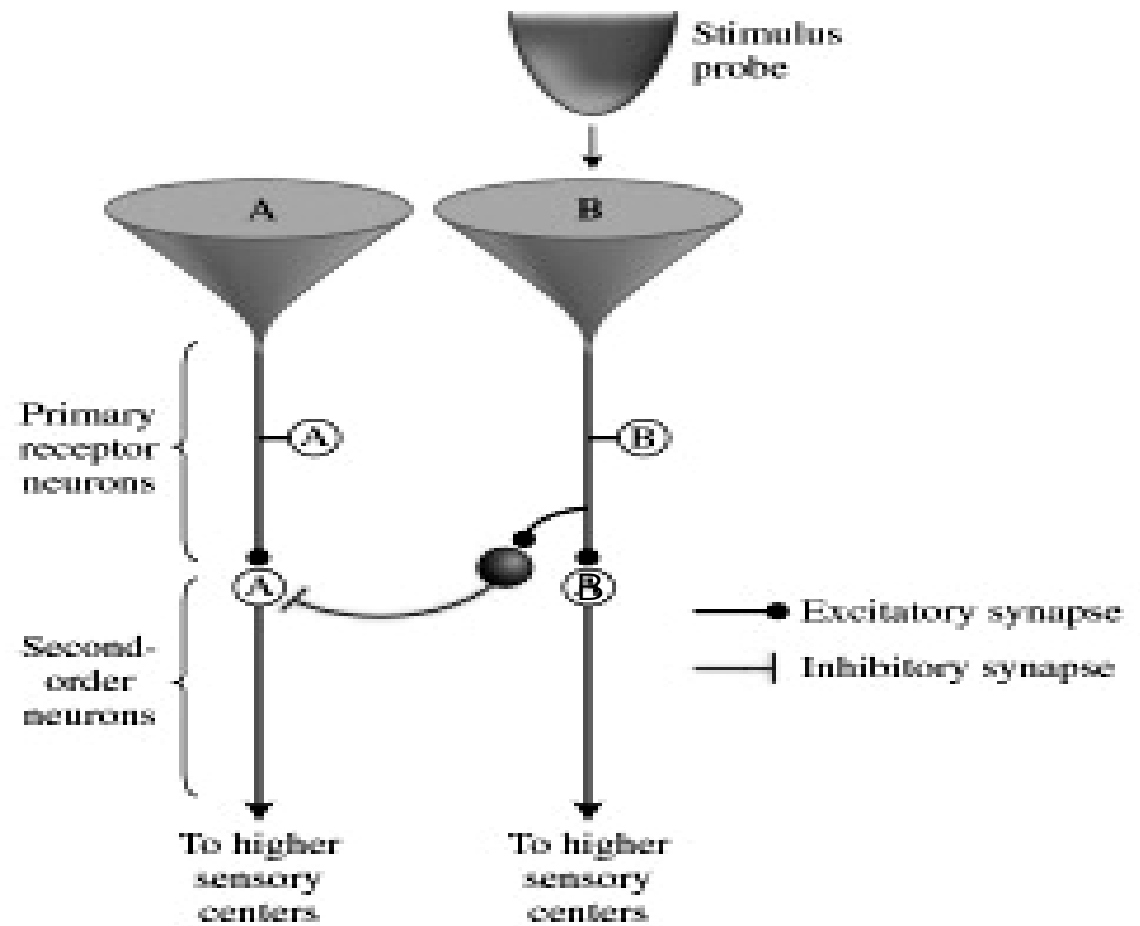 Stimulus
probe
A
B
Primary
receptor
neurons
A
B
A
B
Excitatory synapse
Second-
order
neurons
Inhibitory synapse
To higher
sensory
centers
To higher
sensory
centers